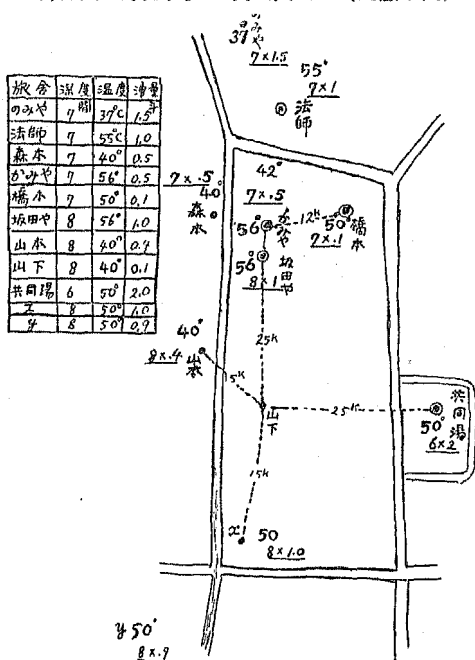 旅舎 深度 温度 湧量
のみや 7間 37℃ 1.5
法師 7 55℃ 1.0
森本 7 40° 0.5
かみや 7 56° 0.5
橋本 7 50° 0.1
坂田や 8 56° 1.0
山本 8 40° 0.4
山下 8 40° 0.1
共同湯 6 50° 2.0
x 8 50° 1.0
y 8 50° 0.9
のみや
37°
7×1.5
55°
7×1
法師
42°
7×.5
40°
森本
7×.5
56°
かみや
12k
50°
橋本
7×.1
56°
坂田や
8×1
25k
40°
8×.4
山本
5k
山下
25k
共同湯
50°
6×2
15k
x 50
8×1.0
y 50°
8×.9